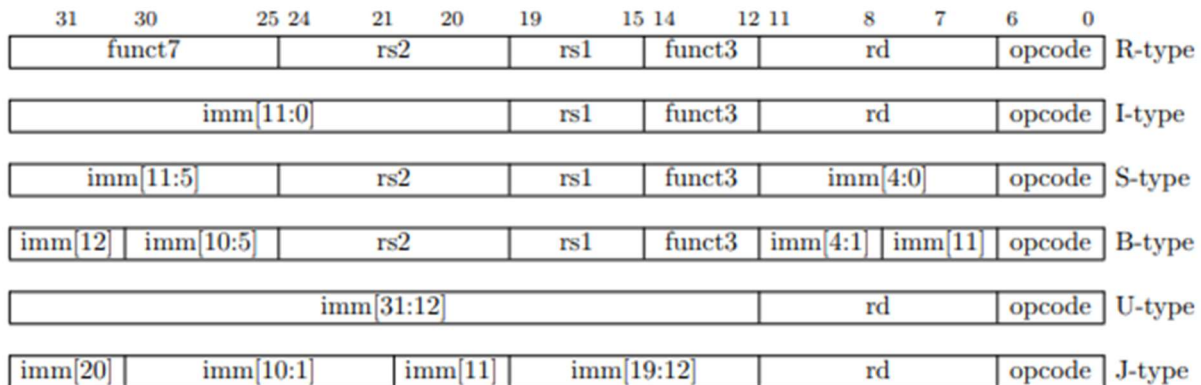 31 30 25 24 21 20 19 15 14 12 11 8 7 6 0
funct7 rs2 rs1 funct3 rd opcode R-type
imm[11:0] rs1 funct3 rd opcode I-type
imm[11:5] rs2 rs1 funct3 imm[4:0] opcode S-type
imm[12] imm[10:5] rs2 rs1 funct3 imm[4:1] imm[11] opcode B-type
imm[31:12] rd opcode U-type
imm[20] imm[10:1] imm[11] imm[19:12] rd opcode J-type